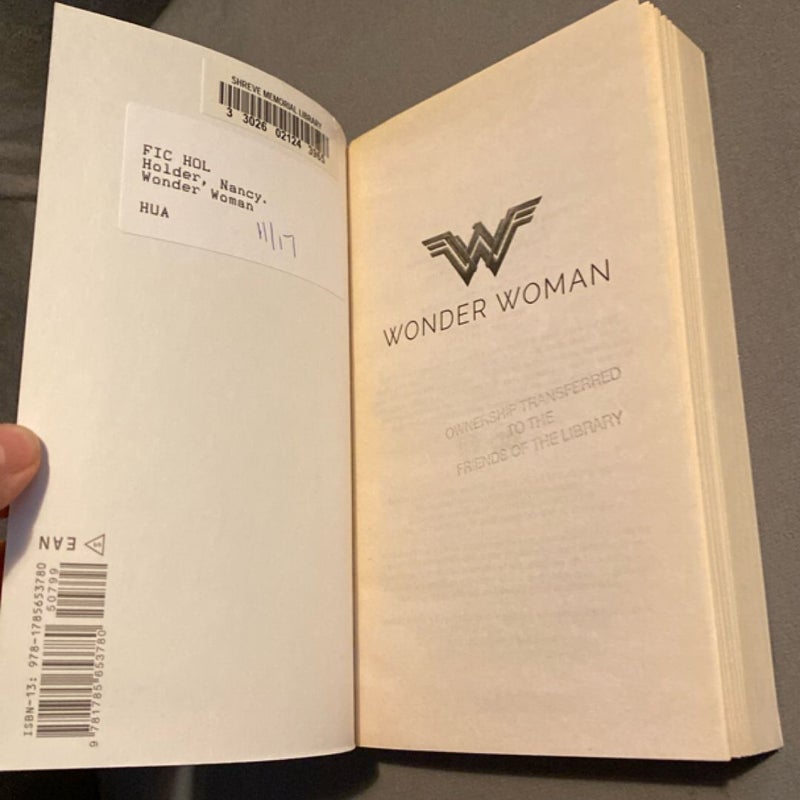 SHREVE MEMORIAL LIBRARY
3 3026 02124 3965
FIC HOL
Holder, Nancy.
Wonder Woman
HUA
11/17
EAN
ISBN-13: 978-1785653780
50799
9 781785 653780
WONDER WOMAN
OWNERSHIP TRANSFERRED
TO THE
FRIENDS OF THE LIBRARY